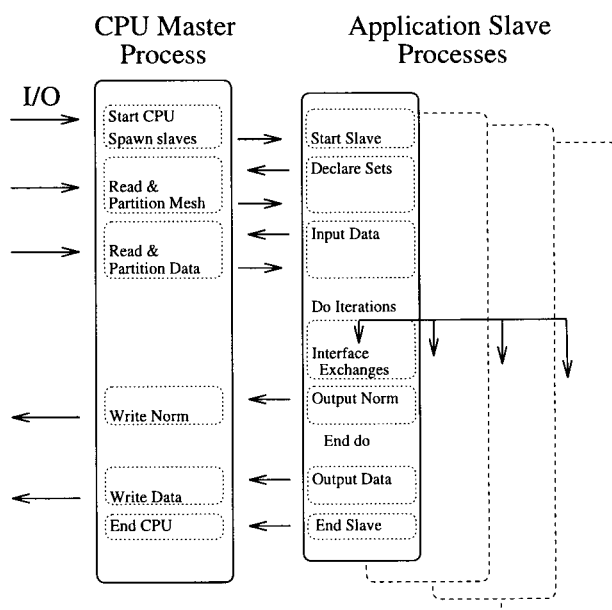 CPU Master
Process
Application Slave
Processes
I/O
Start CPU
Spawn slaves
Start Slave
Declare Sets
Read &
Partition Mesh
Input Data
Read &
Partition Data
Do Iterations
Interface
Exchanges
Output Norm
Write Norm
End do
Output Data
Write Data
End CPU
End Slave